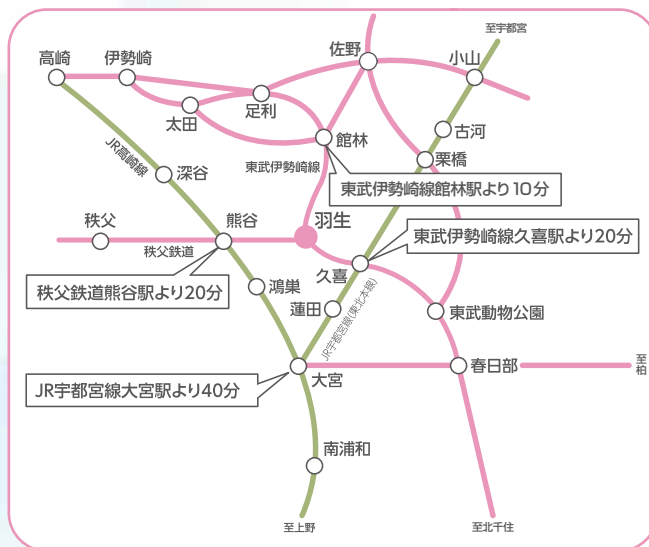 至宇都宮
高崎
伊勢崎
佐野
小山
足利
太田
古河
館林
栗橋
JR高崎線
東武伊勢崎線
深谷
東武伊勢崎線館林駅より10分
秩父
熊谷
羽生
東武伊勢崎線久喜駅より20分
秩父鉄道
久喜
秩父鉄道熊谷駅より20分
鴻巣
蓮田
JR宇都宮線(東北本線)
東武動物公園
大宮
春日部
至柏
JR宇都宮線大宮駅より40分
南浦和
至上野
至北千住